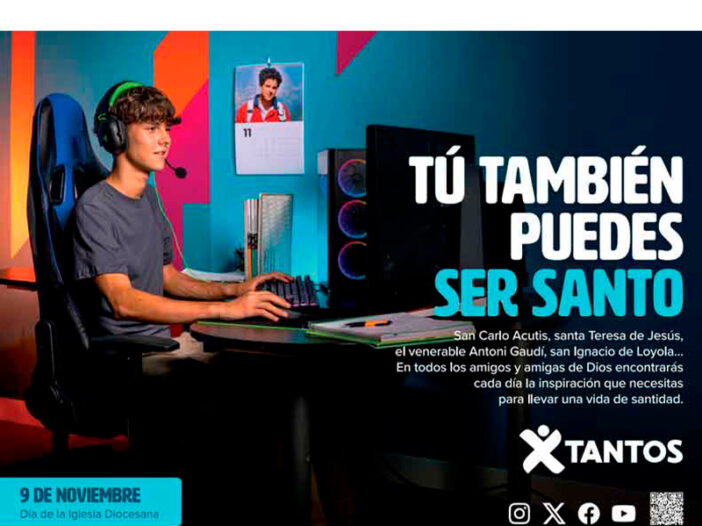 11
TÚ TAMBIÉN
PUEDES
SER SANTO
San Carlo Acutis, santa Teresa de Jesús,
el venerable Antoni Gaudí, san Ignacio de Loyola...
En todos los amigos y amigas de Dios encontrarás
cada día la inspiración que necesitas
para llevar una vida de santidad.
XTANTOS
9 DE NOVIEMBRE
Día de la Iglesia Diocesana